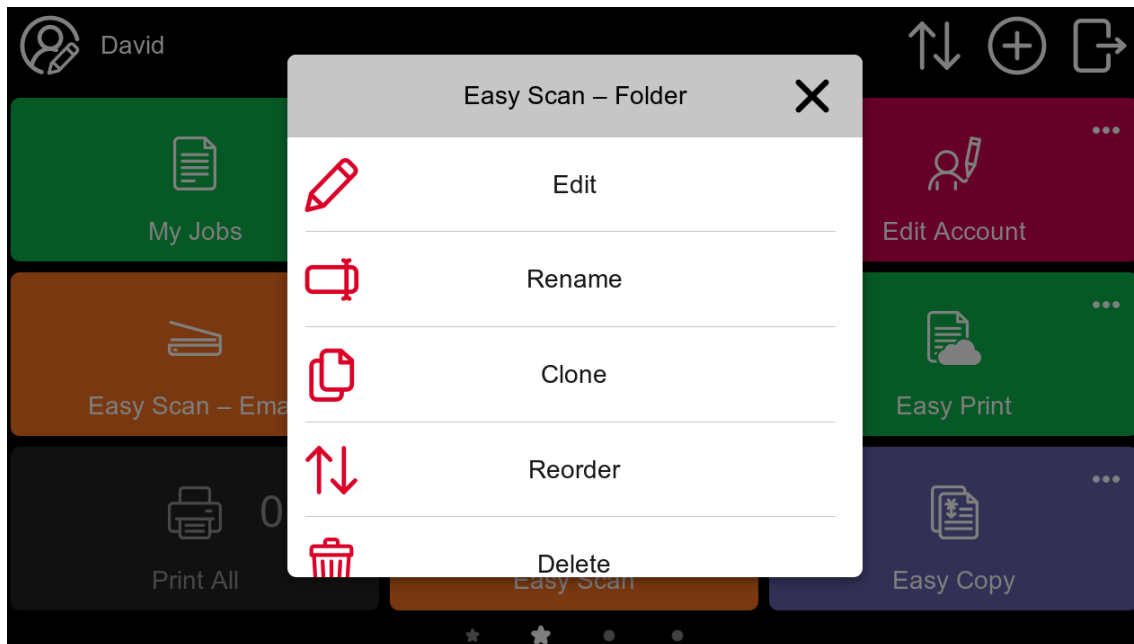 David
Easy Scan – Folder
Edit
Rename
Clone
Reorder
Delete
My Jobs
Edit Account
Easy Scan – Ema
Easy Print
0
Print All
Easy Scan
Easy Copy